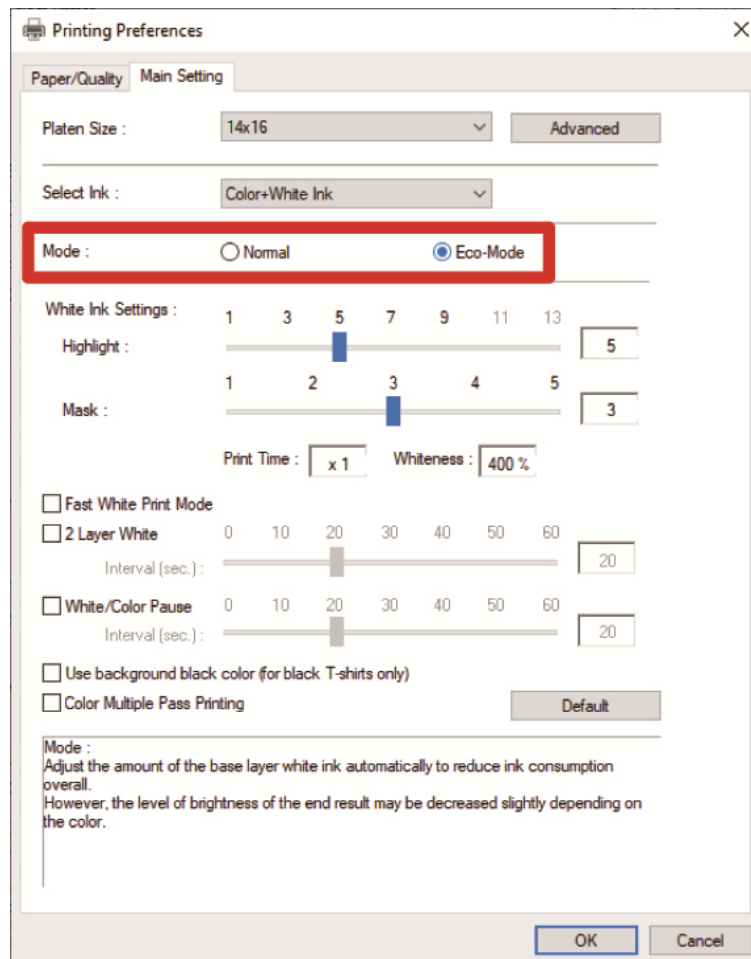 Printing Preferences
Paper/Quality Main Setting
Platen Size : 14x16 Advanced
Select Ink : Color+White Ink
Mode : Normal Eco-Mode
White Ink Settings : 1 3 5 7 9 11 13
Highlight : 5
1 2 3 4 5
Mask : 3
Print Time : x 1 Whiteness : 400 %
Fast White Print Mode
2 Layer White 0 10 20 30 40 50 60
Interval (sec.) : 20
White/Color Pause 0 10 20 30 40 50 60
Interval (sec.) : 20
Use background black color (for black T-shirts only)
Color Multiple Pass Printing Default
Mode :
Adjust the amount of the base layer white ink automatically to reduce ink consumption
overall.
However, the level of brightness of the end result may be decreased slightly depending on
the color.
OK Cancel